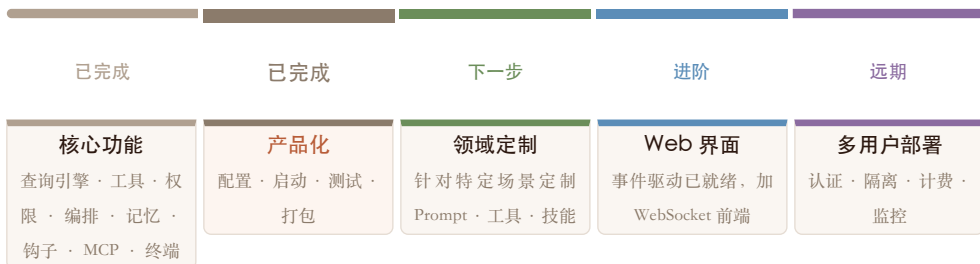 已完成
已完成
下一步
进阶
远期
核心功能
查询引擎 · 工具 · 权
限 · 编排 · 记忆 ·
钩子 · MCP · 终端
产品化
配置 · 启动 · 测试 ·
打包
领域定制
针对特定场景定制
Prompt · 工具 · 技能
Web 界面
事件驱动已就绪，加
WebSocket 前端
多用户部署
认证 · 隔离 · 计费 ·
监控